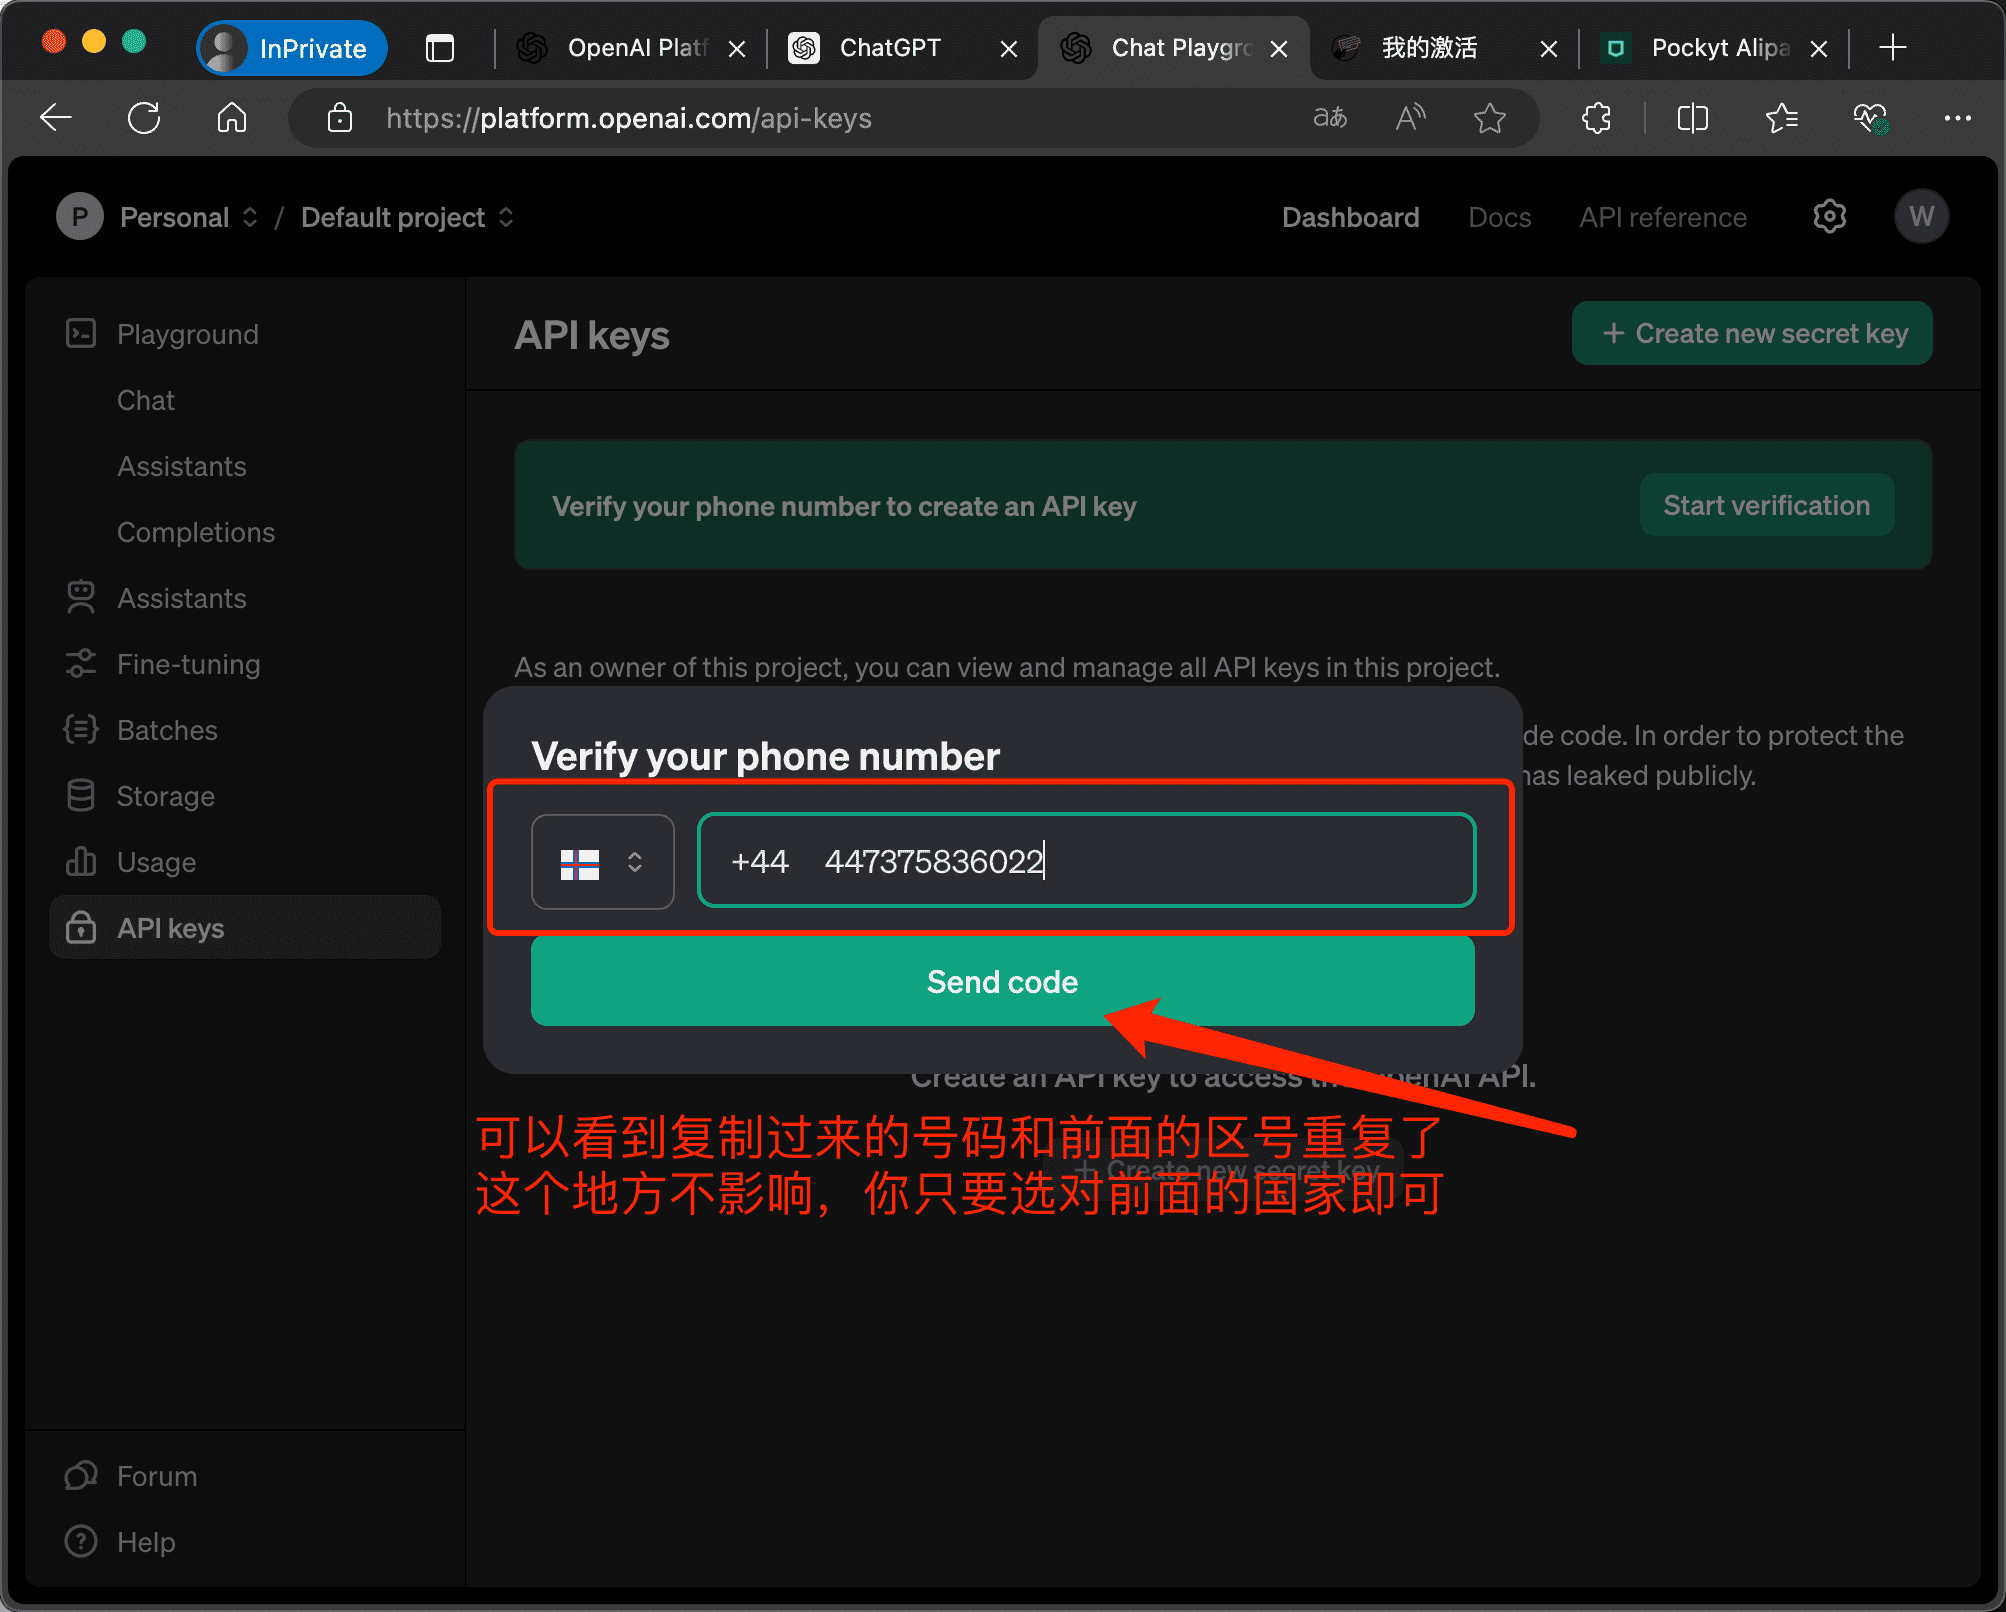 InPrivate
OpenAI Platf
ChatGPT
Chat Playgro
我的激活
Pockyt Alipa
https://platform.openai.com/api-keys
P Personal / Default project
Dashboard
Docs
API reference
W
Playground
Chat
Assistants
Completions
Assistants
Fine-tuning
Batches
Storage
Usage
API keys
Forum
Help
API keys
+ Create new secret key
Verify your phone number to create an API key
Start verification
As an owner of this project, you can view and manage all API keys in this project.
de code. In order to protect the
has leaked publicly.
Verify your phone number
+44 447375836022
Send code
Create an API key to access the OpenAI API.
+ Create new secret key
可以看到复制过来的号码和前面的区号重复了
这个地方不影响，你只要选对前面的国家即可